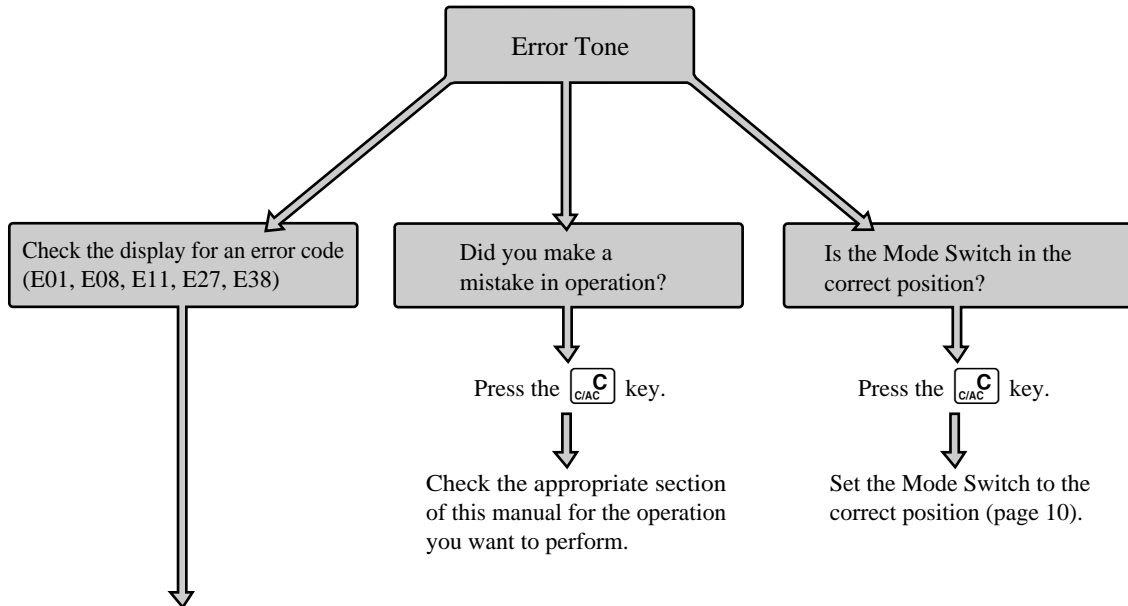 Error Tone
Check the display for an error code
(E01, E08, E11, E27, E38)
Did you make a
mistake in operation?
Press the C/AC C key.
Check the appropriate section
of this manual for the operation
you want to perform.
Is the Mode Switch in the
correct position?
Press the C/AC C key.
Set the Mode Switch to the
correct position (page 10).